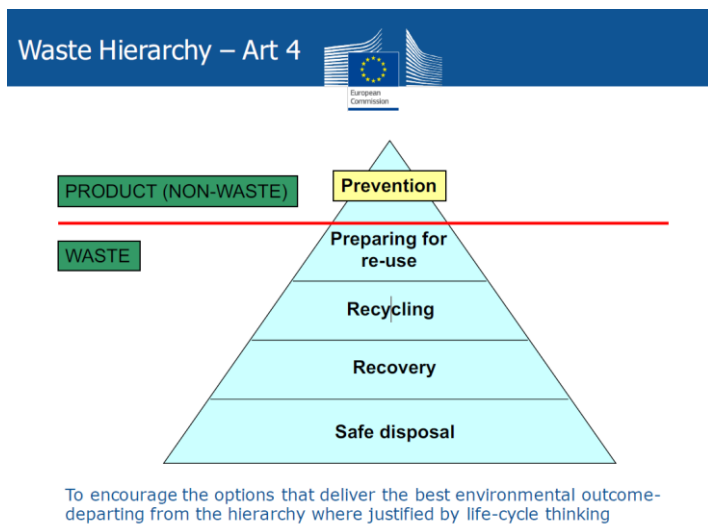 Waste Hierarchy – Art 4
European
Commission
PRODUCT (NON-WASTE)
Prevention
WASTE
Preparing for
re-use
Recycling
Recovery
Safe disposal
To encourage the options that deliver the best environmental outcome-
departing from the hierarchy where justified by life-cycle thinking